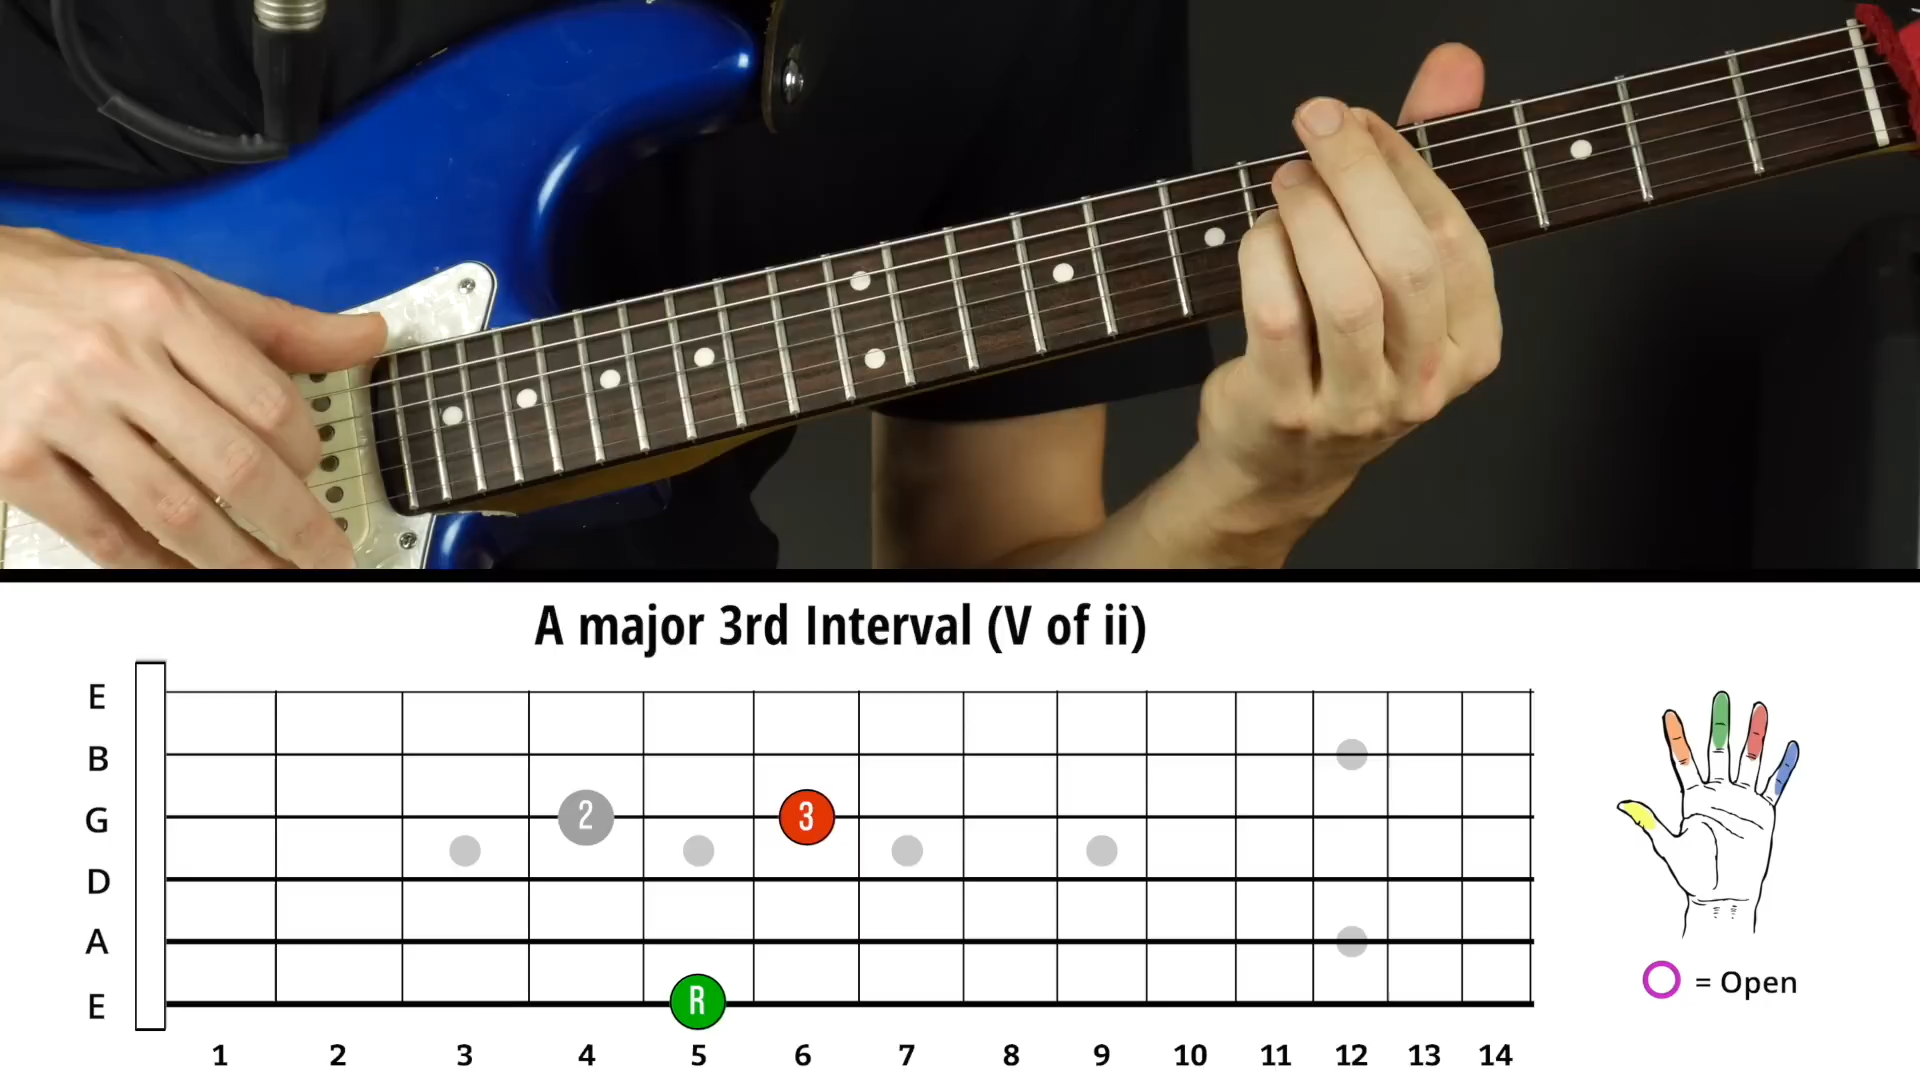 A major 3rd Interval (V of ii)
E
B
G 2 3
D
A
E R
1 2 3 4 5 6 7 8 9 10 11 12 13 14
= Open